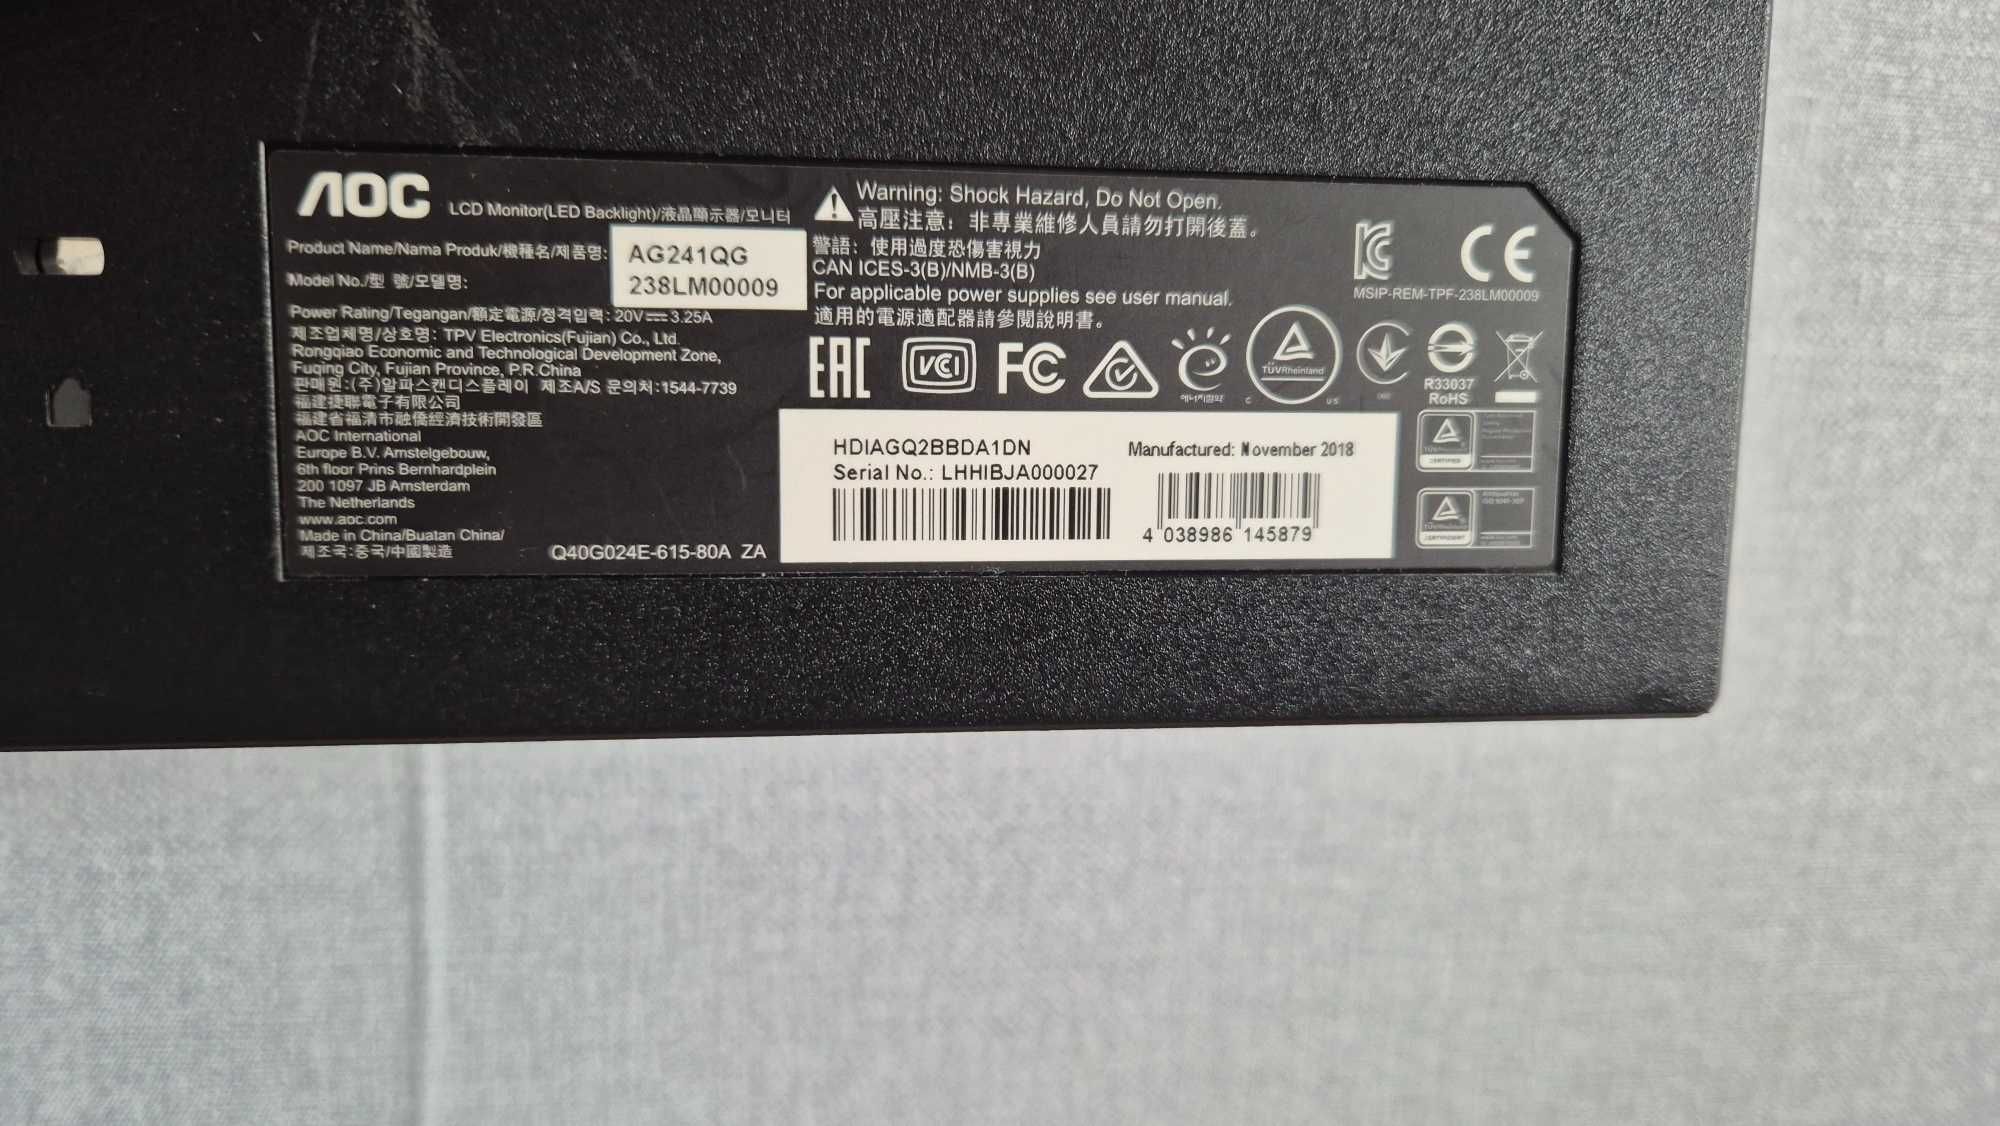 AOC LCD Monitor(LED Backlight)/液晶顯示器/모니터
Product Name/Nama Produk/機種名/제품명: AG241QG
Model No./型 號/모델명: 238LM00009
Power Rating/Tegangan/額定電源/정격입력: 20V⎓3.25A
제조업체명/상호명: TPV Electronics(Fujian) Co., Ltd.
Rongqiao Economic and Technological Development Zone,
Fuqing City, Fujian Province, P.R.China
판매원:(주)알파스캔디스플레이 제조A/S 문의처:1544-7739
福建捷聯電子有限公司
福建省福清市融僑經濟技術開發區
AOC International
Europe B.V. Amstelgebouw,
6th floor Prins Bernhardplein
200 1097 JB Amsterdam
The Netherlands
www.aoc.com
Made in China/Buatan China/
제조국:중국/中國製造
Q40G024E-615-80A ZA
Warning: Shock Hazard, Do Not Open.
高壓注意：非專業維修人員請勿打開後蓋。
警語：使用過度恐傷害視力
CAN ICES-3(B)/NMB-3(B)
For applicable power supplies see user manual.
適用的電源適配器請參閱說明書。
MSIP-REM-TPF-238LM00009
CE
EAC
VCCI
FC
에너지절약
TÜVRheinland
C US
R33037
RoHS
HDIAGQ2BBDA1DN
Serial No.: LHHIBJA000027
Manufactured: November 2018
4 038986 145879
TÜVRheinland
CERTIFIED
TÜVRheinland